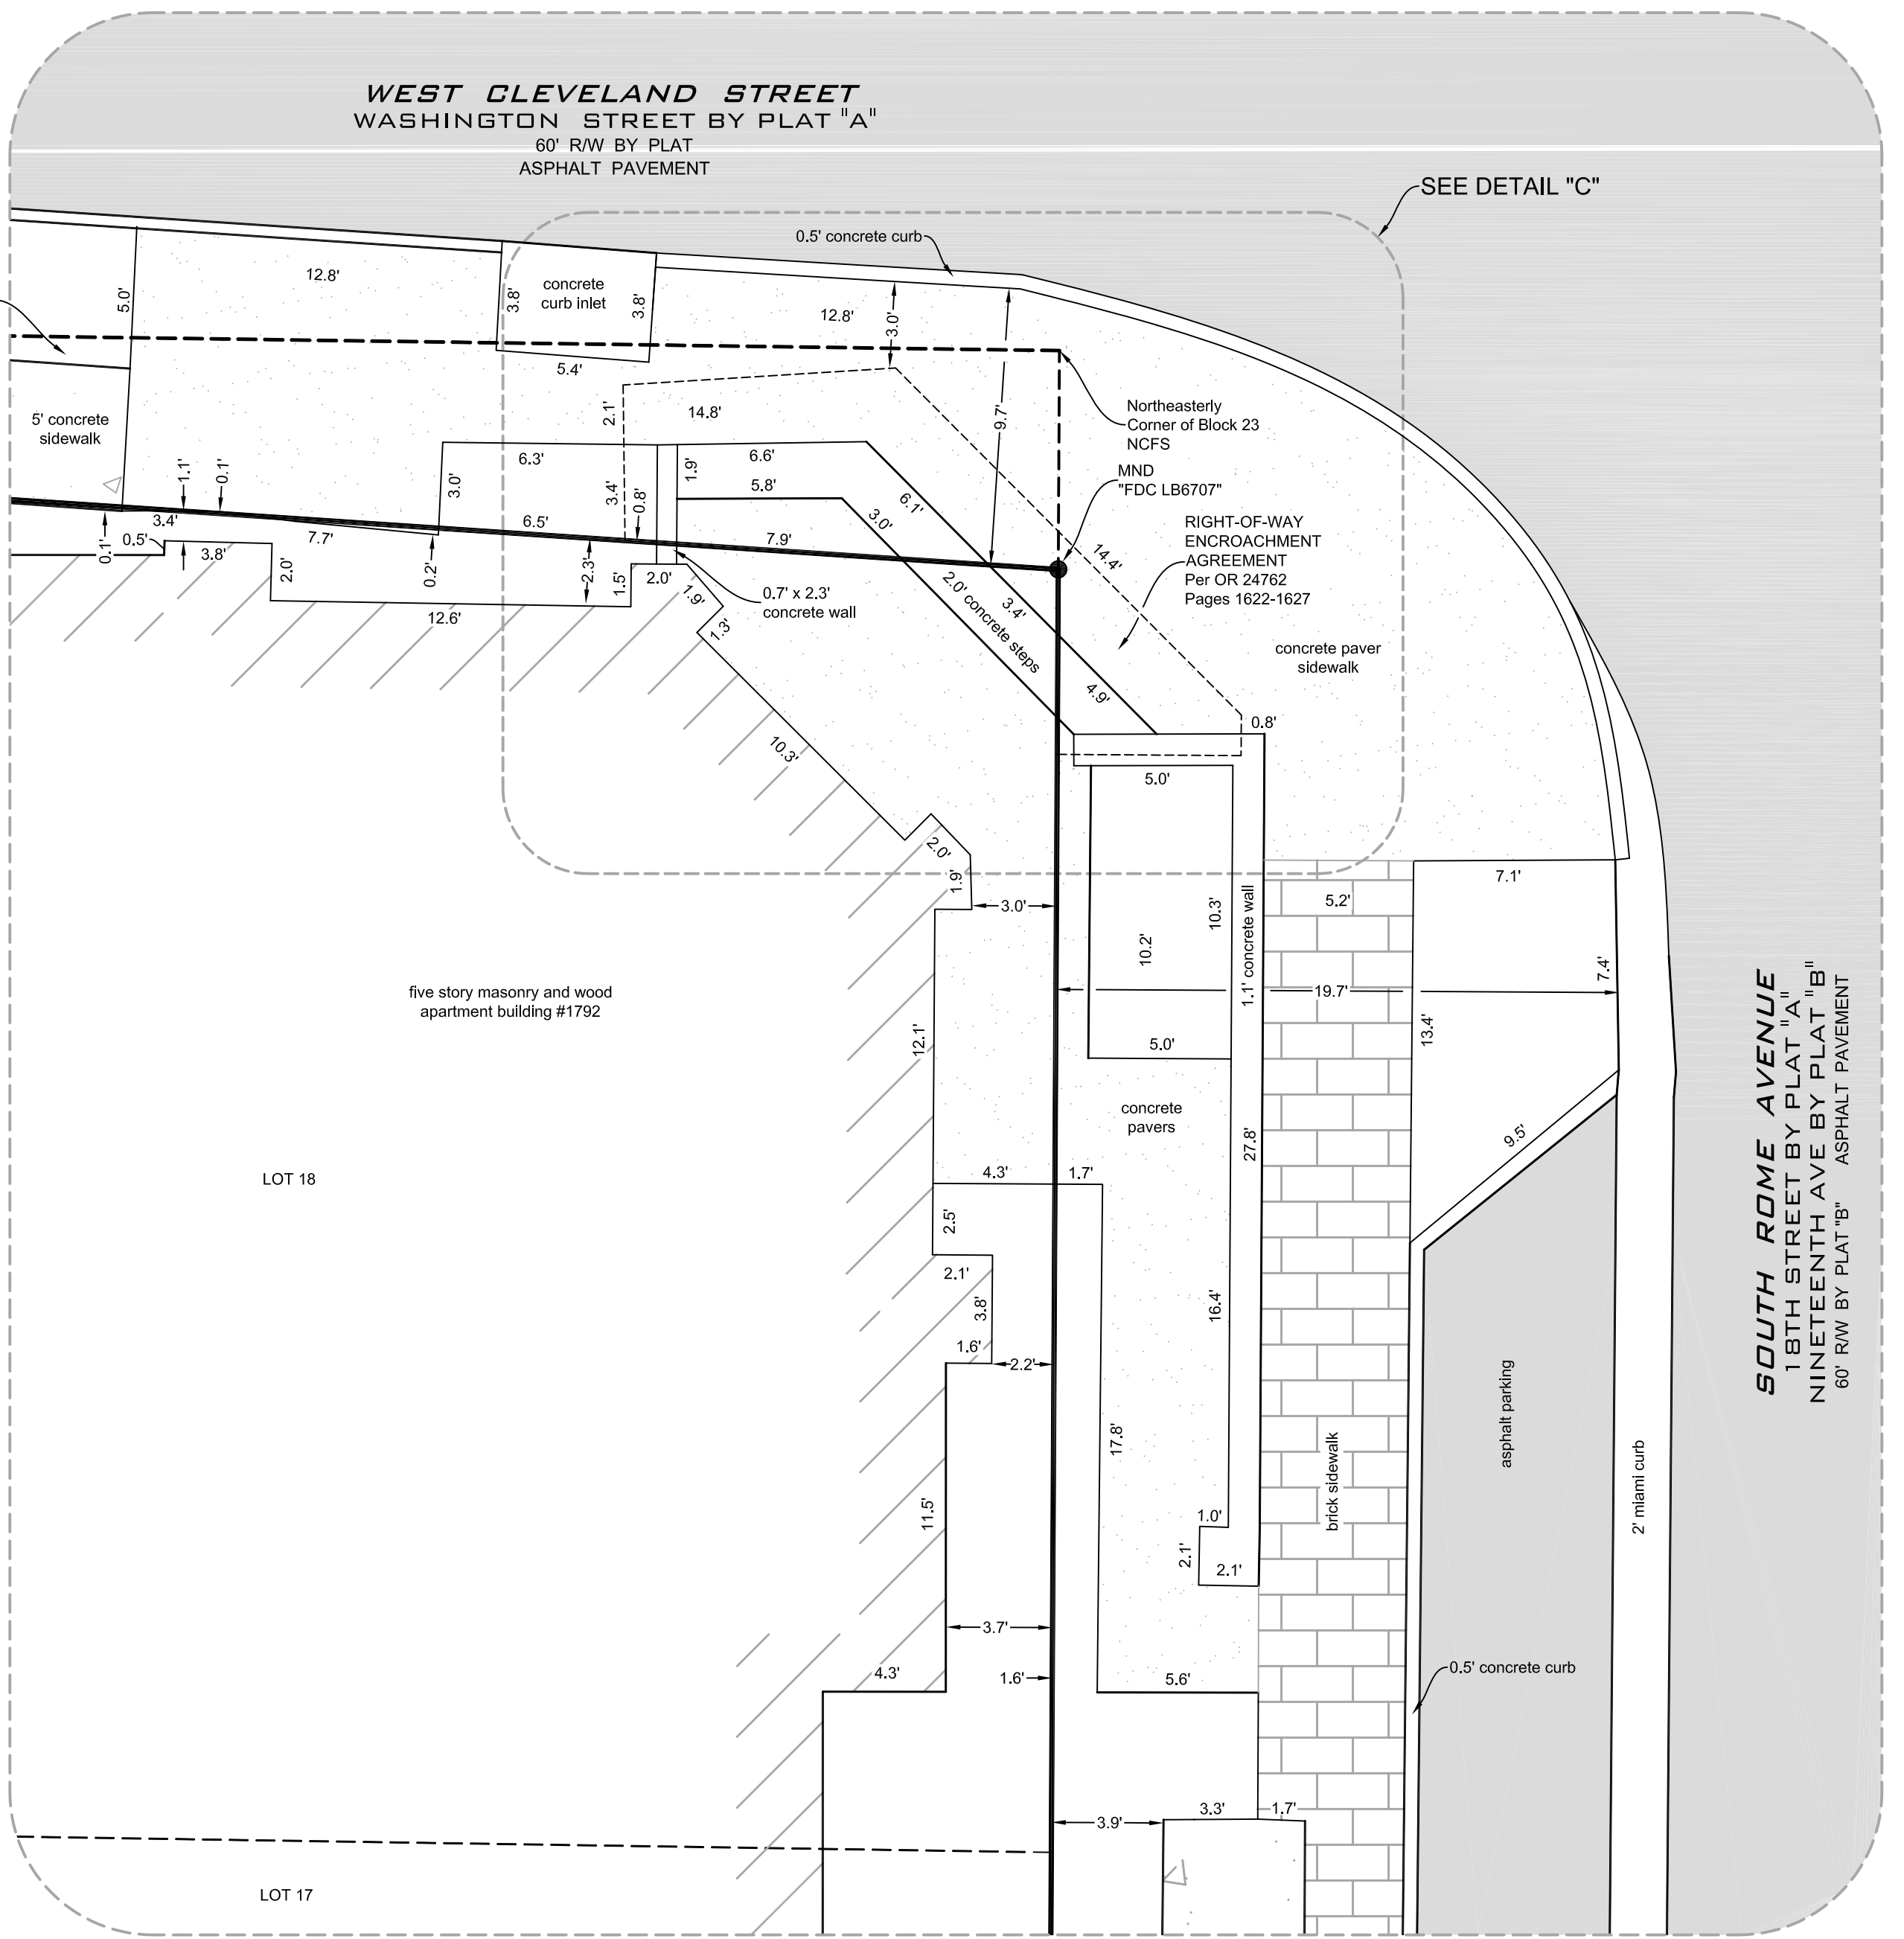 WEST CLEVELAND STREET
WASHINGTON STREET BY PLAT "A"
60' R/W BY PLAT
ASPHALT PAVEMENT
SEE DETAIL "C"
0.5' concrete curb
12.8'
5.0'
3.8'
concrete
curb inlet
3.8'
12.8'
3.0'
5.4'
9.7'
5' concrete
sidewalk
2.1'
14.8'
Northeasterly
Corner of Block 23
NCFS
MND
"FDC LB6707"
1.1'
0.1'
3.0'
6.3'
3.4'
0.8'
1.9'
6.6'
5.8'
6.1'
3.0'
RIGHT-OF-WAY
ENCROACHMENT
AGREEMENT
Per OR 24762
Pages 1622-1627
14.4'
3.4'
0.1'
0.5'
3.8'
7.7'
6.5'
7.9'
2.0'
0.2'
2.3'
1.5'
2.0'
1.9'
1.3'
12.6'
0.7' x 2.3'
concrete wall
2.0' concrete steps
3.4'
4.9'
concrete paver
sidewalk
0.8'
10.3'
5.0'
2.0'
1.9'
3.0'
10.3'
10.2'
1.1' concrete wall
5.2'
7.1'
7.4'
19.7'
13.4'
five story masonry and wood
apartment building #1792
12.1'
5.0'
concrete
pavers
27.8'
9.5'
LOT 18
4.3'
1.7'
2.5'
2.1'
3.8'
1.6'
2.2'
16.4'
17.8'
11.5'
1.0'
2.1'
2.1'
brick sidewalk
asphalt parking
2' miami curb
SOUTH ROME AVENUE
18TH STREET BY PLAT "A"
NINETEENTH AVE BY PLAT "B"
60' R/W BY PLAT "B" ASPHALT PAVEMENT
3.7'
4.3'
1.6'
5.6'
0.5' concrete curb
3.9'
3.3'
1.7'
LOT 17